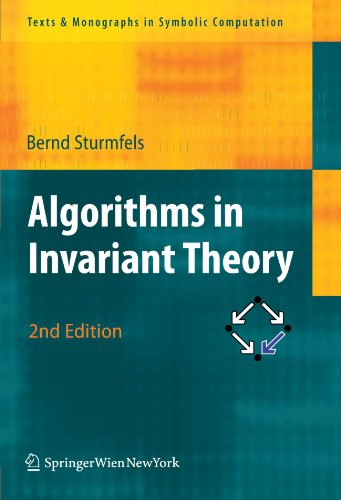 Texts & Monographs in Symbolic Computation
Bernd Sturmfels
Algorithms in
Invariant Theory
2nd Edition
SpringerWienNewYork